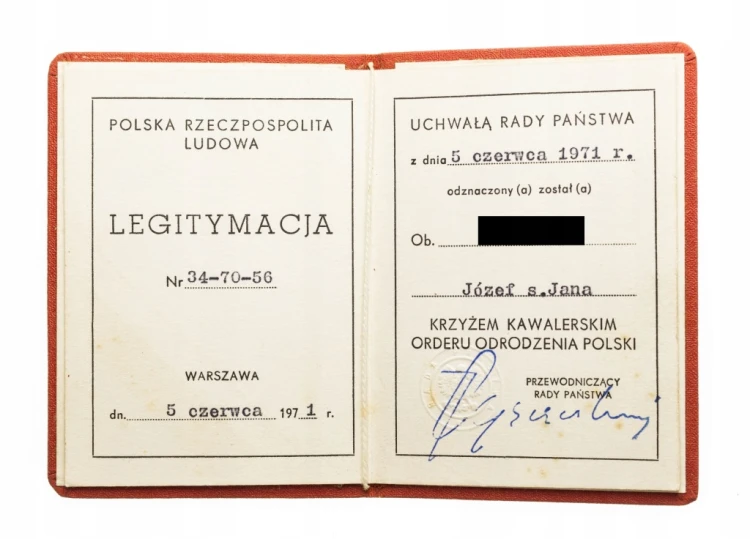 POLSKA RZECZPOSPOLITA
LUDOWA
LEGITYMACJA
Nr 34-70-56
WARSZAWA
dn. 5 czerwca 1971 r.
UCHWAŁĄ RADY PAŃSTWA
z dnia 5 czerwca 1971 r.
odznaczony (a) został (a)
Ob.
Józef s.Jana
KRZYŻEM KAWALERSKIM
ORDERU ODRODZENIA POLSKI
PRZEWODNICZĄCY
RADY PAŃSTWA